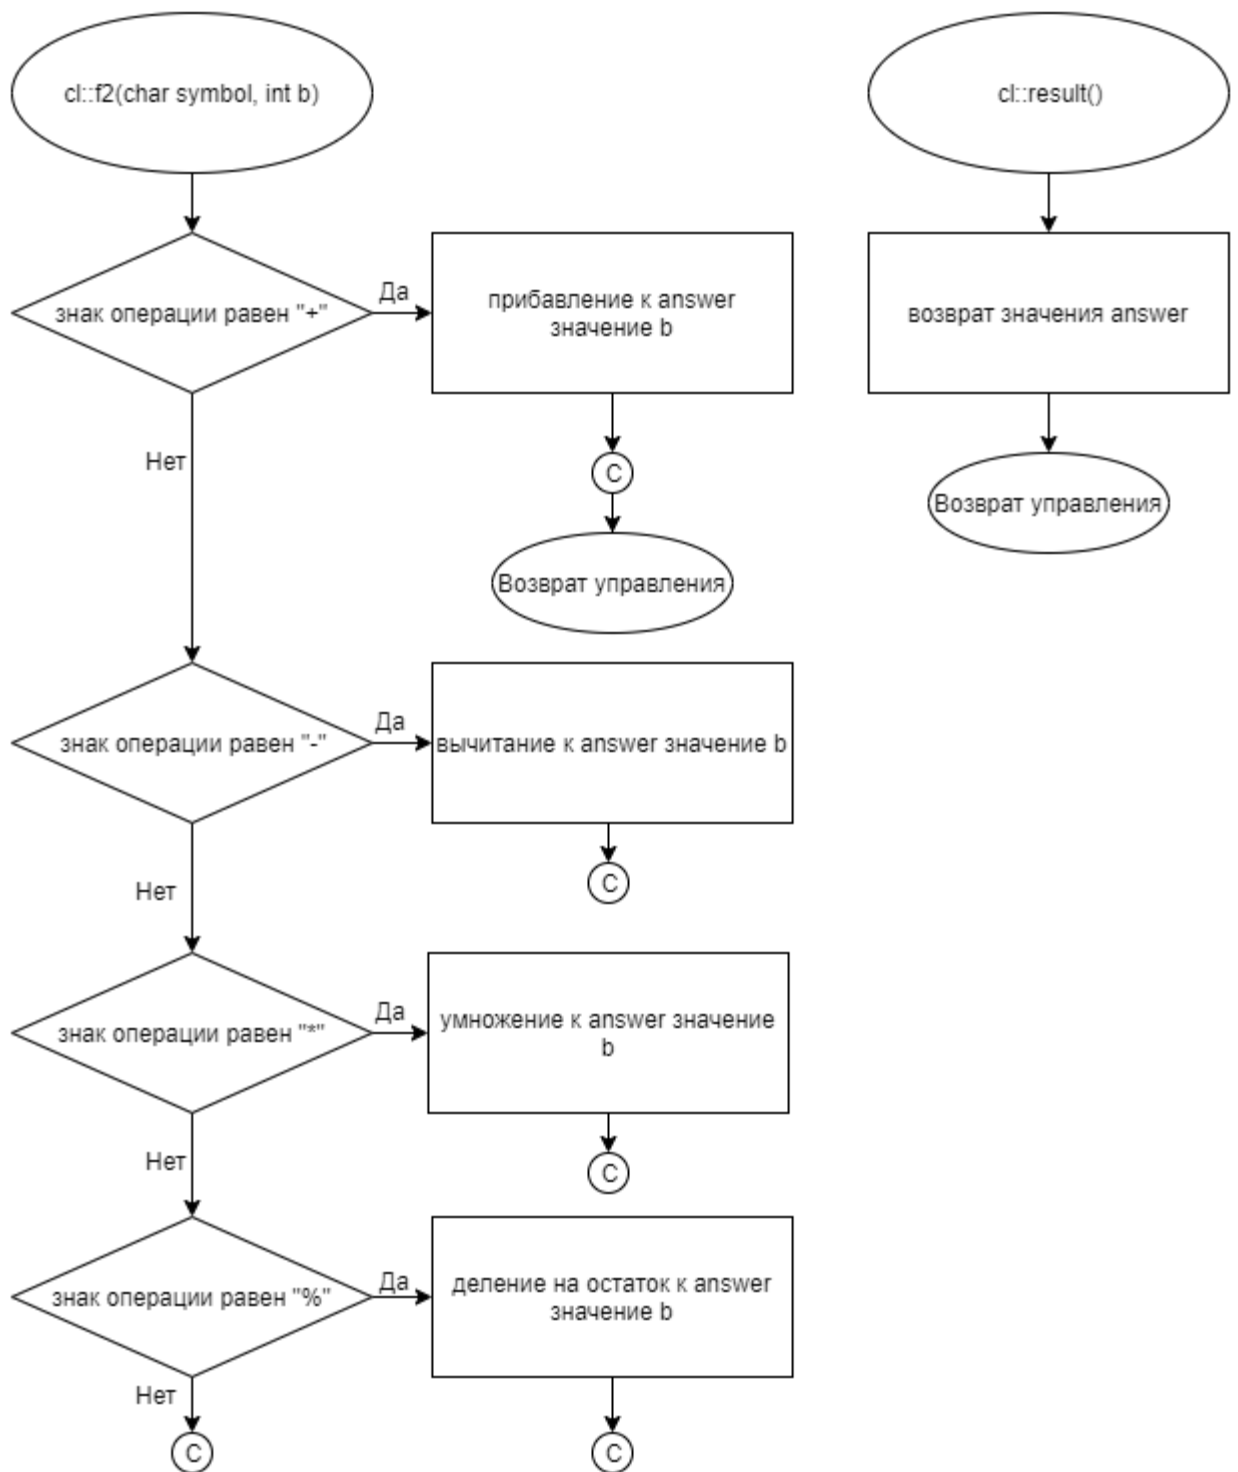 cl::f2(char symbol, int b)
cl::result()
знак операции равен "+"
Да
прибавление к answer
значение b
возврат значения answer
Нет
C
Возврат управления
Возврат управления
знак операции равен "-"
Да
вычитание к answer значение b
C
Нет
знак операции равен "*"
Да
умножение к answer значение
b
Нет
C
знак операции равен "%"
Да
деление на остаток к answer
значение b
Нет
C
C